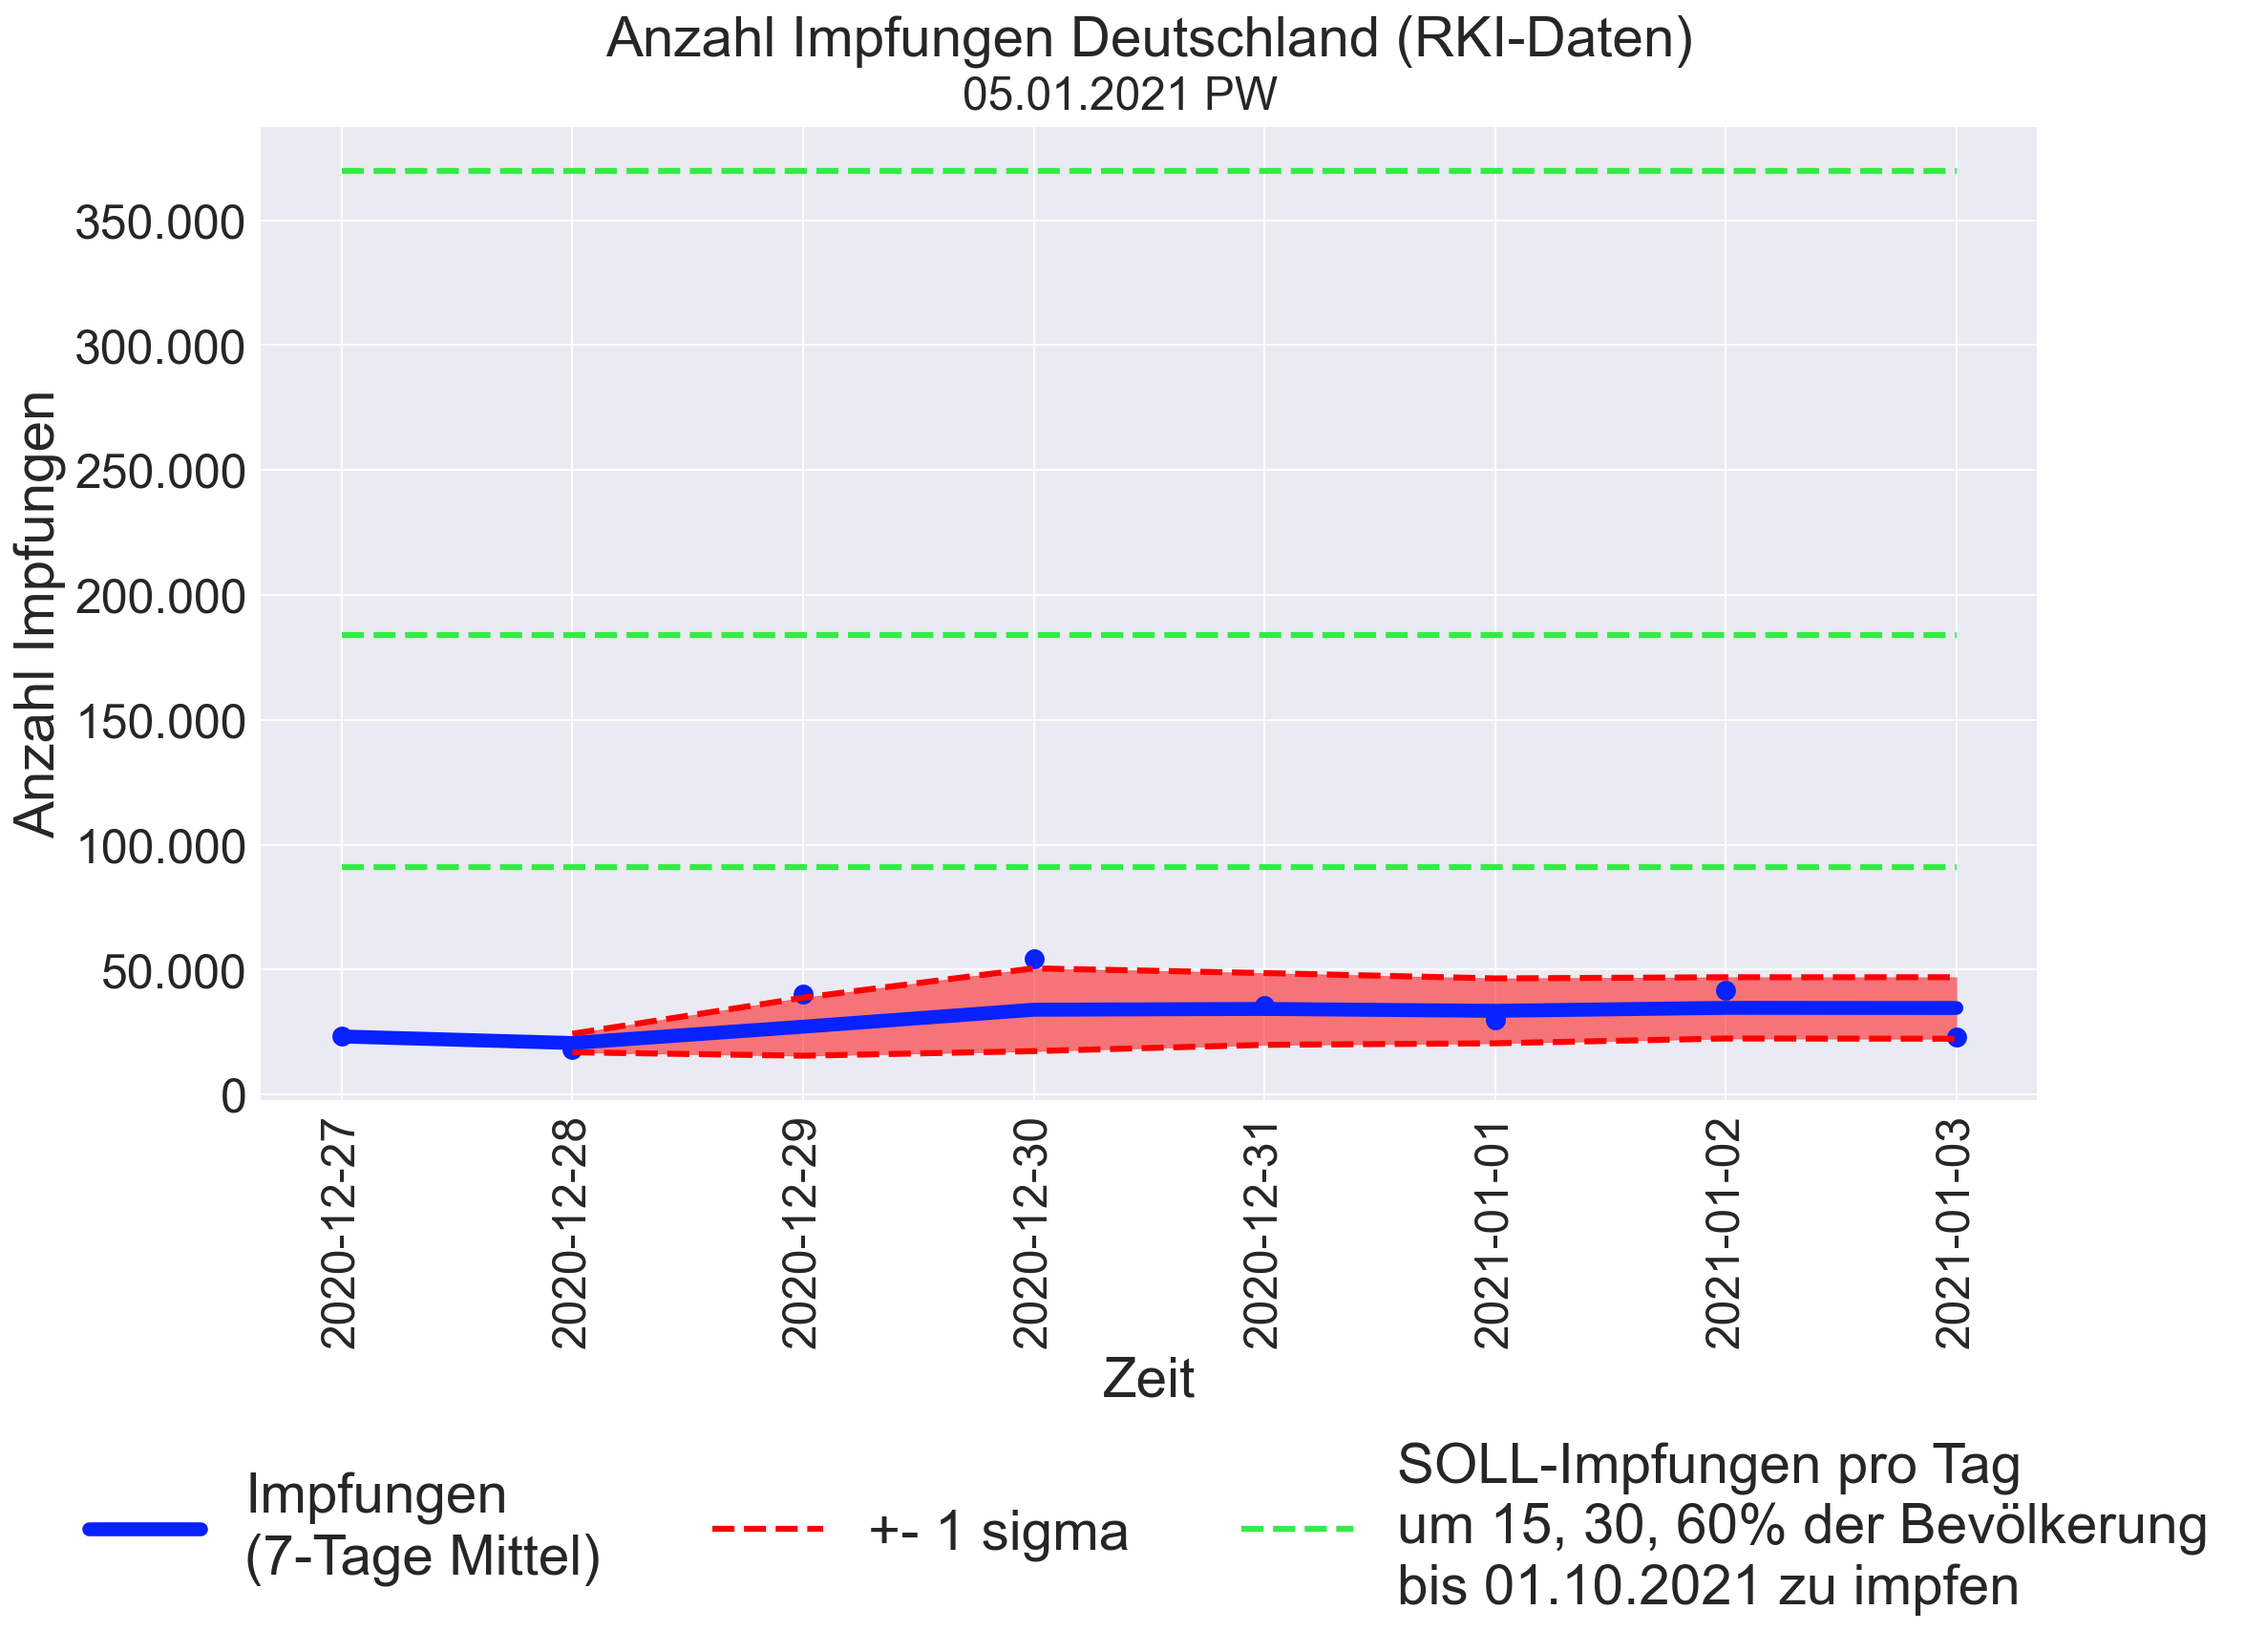 Anzahl Impfungen Deutschland (RKI-Daten)
05.01.2021 PW
Anzahl Impfungen
350.000
300.000
250.000
200.000
150.000
100.000
50.000
0
2020-12-27
2020-12-28
2020-12-29
2020-12-30
2020-12-31
2021-01-01
2021-01-02
2021-01-03
Zeit
Impfungen
(7-Tage Mittel)
+- 1 sigma
SOLL-Impfungen pro Tag
um 15, 30, 60% der Bevölkerung
bis 01.10.2021 zu impfen